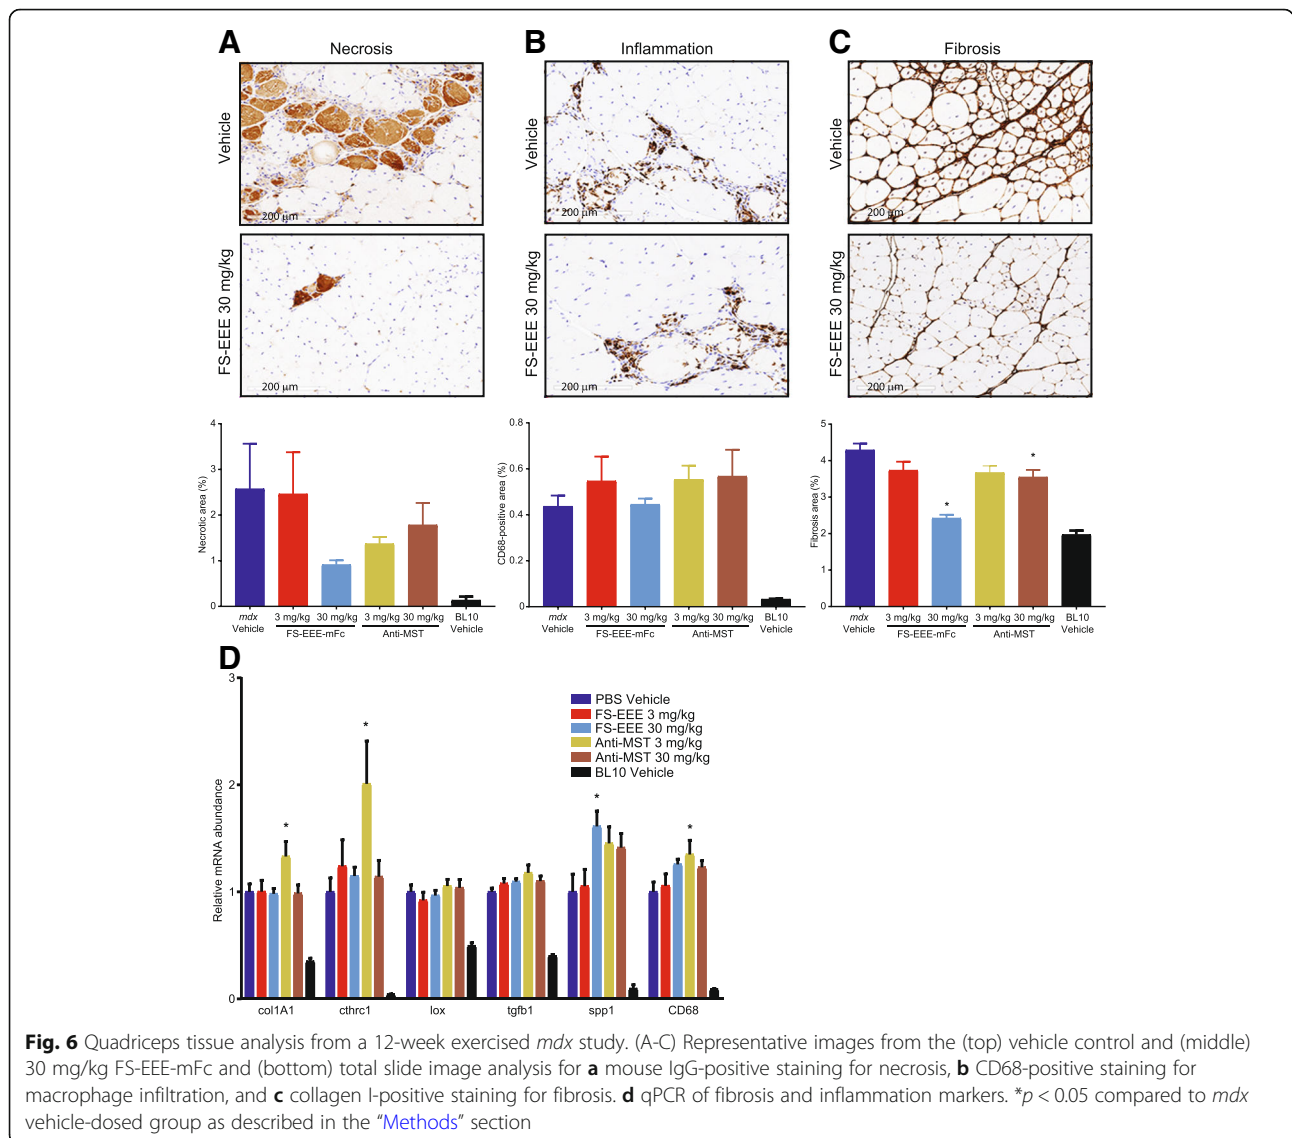 A
Necrosis
B
Inflammation
C
Fibrosis
Vehicle
200 μm
Vehicle
200 μm
Vehicle
200 μm
FS-EEE 30 mg/kg
200 μm
FS-EEE 30 mg/kg
200 μm
FS-EEE 30 mg/kg
200 μm
Necrotic area (%)
4
3
2
1
0
mdx Vehicle
3 mg/kg 30 mg/kg
FS-EEE-mFc
3 mg/kg 30 mg/kg
Anti-MST
BL10 Vehicle
CD68-positive area (%)
0.8
0.6
0.4
0.2
0
mdx Vehicle
3 mg/kg 30 mg/kg
FS-EEE-mFc
3 mg/kg 30 mg/kg
Anti-MST
BL10 Vehicle
Fibrosis area (%)
5
4
3
2
1
0
*
*
mdx Vehicle
3 mg/kg 30 mg/kg
FS-EEE-mFc
3 mg/kg 30 mg/kg
Anti-MST
BL10 Vehicle
D
Relative mRNA abundance
3
2
1
0
*
*
*
*
PBS Vehicle
FS-EEE 3 mg/kg
FS-EEE 30 mg/kg
Anti-MST 3 mg/kg
Anti-MST 30 mg/kg
BL10 Vehicle
col1A1 cthrc1 lox tgfb1 spp1 CD68
Fig. 6 Quadriceps tissue analysis from a 12-week exercised mdx study. (A-C) Representative images from the (top) vehicle control and (middle)
30 mg/kg FS-EEE-mFc and (bottom) total slide image analysis for a mouse IgG-positive staining for necrosis, b CD68-positive staining for
macrophage infiltration, and c collagen I-positive staining for fibrosis. d qPCR of fibrosis and inflammation markers. *p < 0.05 compared to mdx
vehicle-dosed group as described in the “Methods” section